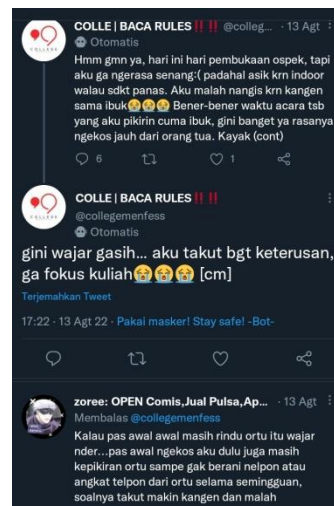 COLLE | BACA RULES‼️ ‼️ @colleg... · 13 Agt
Otomatis
Hmm gmn ya, hari ini hari pembukaan ospek, tapi
aku ga ngerasa senang:( padahal asik krn indoor
walau sdkt panas. Aku malah nangis krn kangen
sama ibuk😭😭😭 Bener-bener waktu acara tsb
yang aku pikirin cuma ibuk, gini banget ya rasanya
ngekos jauh dari orang tua. Kayak (cont)
6 1
COLLE | BACA RULES‼️ ‼️
@collegemenfess
Otomatis
gini wajar gasih... aku takut bgt keterusan,
ga fokus kuliah😭😭😭 [cm]
Terjemahkan Tweet
17:22 · 13 Agt 22 · Pakai masker! Stay safe! -Bot-
zoree: OPEN Comis,Jual Pulsa,Ap... · 13 Agt
Membalas @collegemenfess
Kalau pas awal awal masih rindu ortu itu wajar
nder...pas awal ngekos aku dulu juga masih
kepikiran ortu sampe gak berani nelpon atau
angkat telpon dari ortu selama semingguan,
soalnya takut makin kangen dan malah